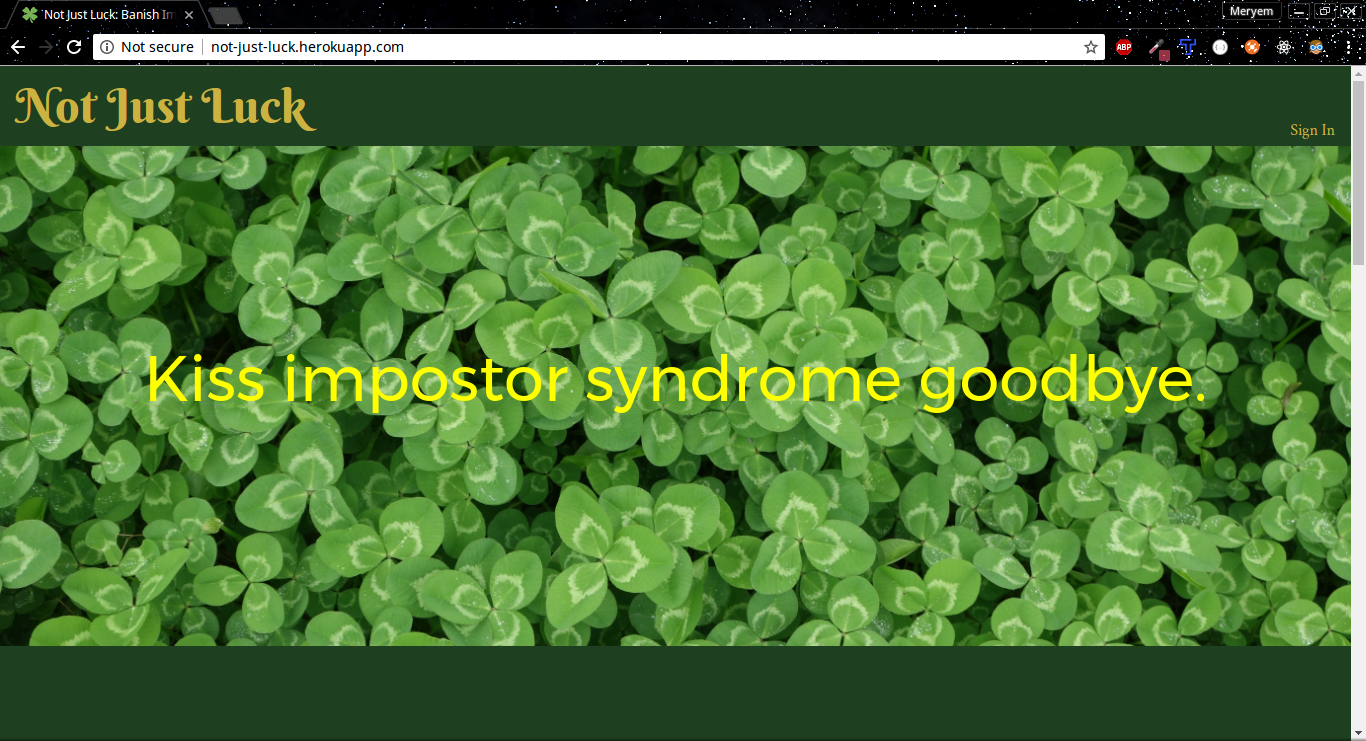 Not Just Luck: Banish Im
Meryem
Not secure
not-just-luck.herokuapp.com
ABP
Not Just Luck
Sign In
Kiss impostor syndrome goodbye.